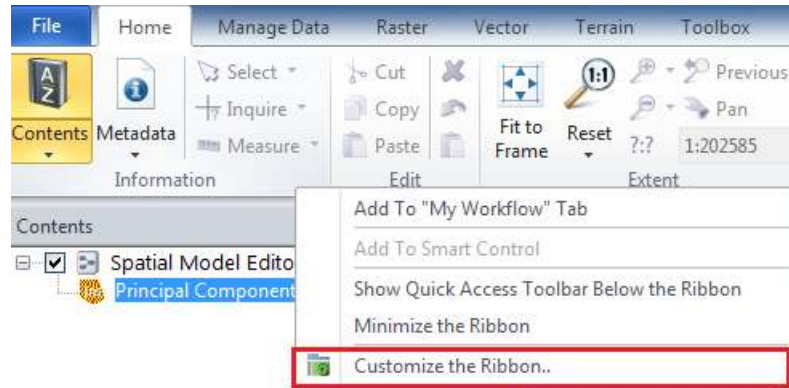 File Home Manage Data Raster Vector Terrain Toolbox
A
Z
Contents
Metadata
Select
Inquire
Measure
Information
Cut
Copy
Paste
Edit
Fit to
Frame
1:1
Reset
Previous
Pan
?:?
1:202585
Extent
Contents
Spatial Model Edito
Principal Component
Add To "My Workflow" Tab
Add To Smart Control
Show Quick Access Toolbar Below the Ribbon
Minimize the Ribbon
Customize the Ribbon..